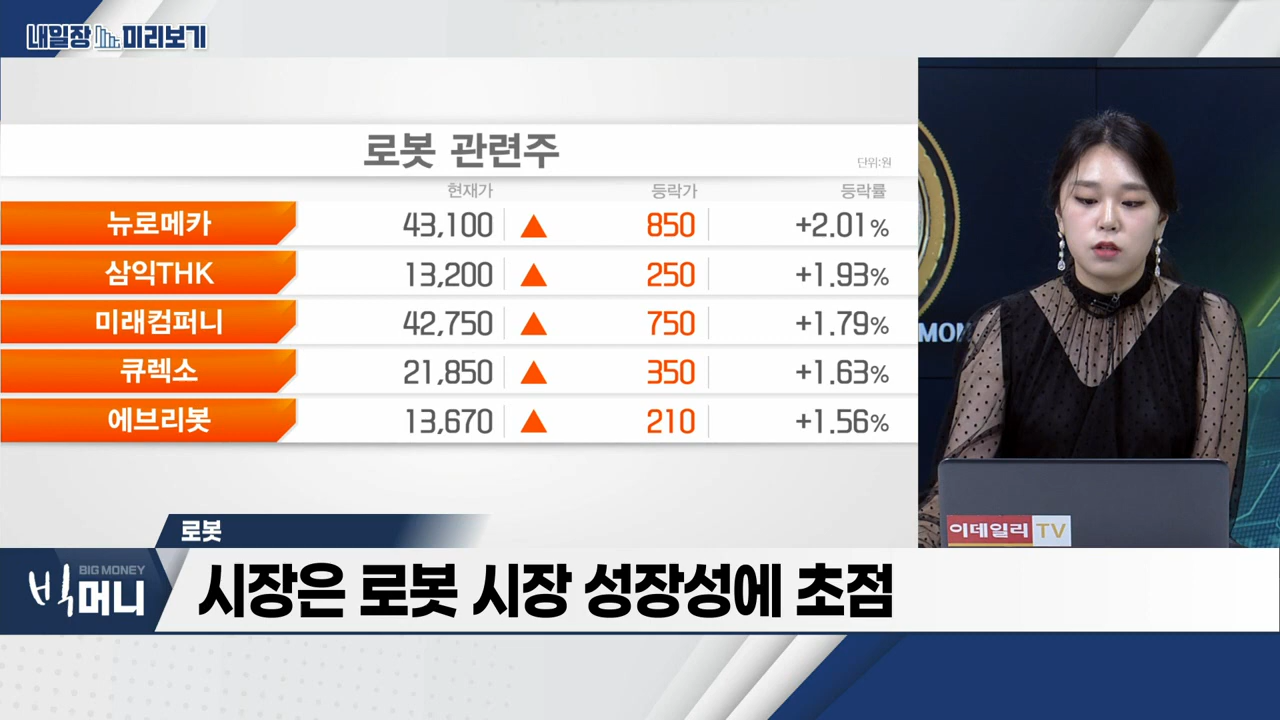 내일장 미리보기
로봇 관련주
단위:원
현재가 등락가 등락률
뉴로메카 43,100 ▲ 850 +2.01%
삼익THK 13,200 ▲ 250 +1.93%
미래컴퍼니 42,750 ▲ 750 +1.79%
큐렉소 21,850 ▲ 350 +1.63%
에브리봇 13,670 ▲ 210 +1.56%
MON
이데일리TV
로봇
BIG MONEY
빅머니
시장은 로봇 시장 성장성에 초점